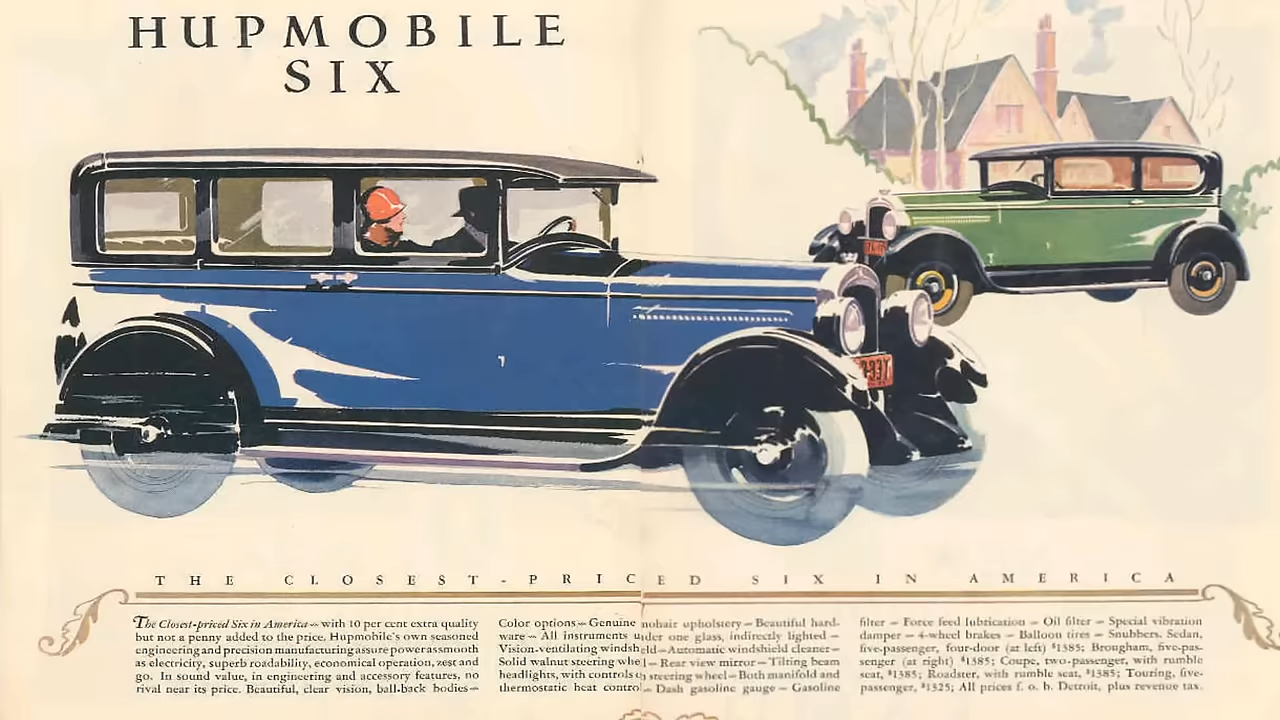 HUPMOBILE
SIX
THE CLOSEST-PRICED SIX IN AMERICA
The Closest-priced Six in America — with 10 per cent extra quality
but not a penny added to the price. Hupmobile's own seasoned
engineering and precision manufacturing assure power as smooth
as electricity, superb roadability, economical operation, zest and
go. In sound value, in engineering and accessory features, no
rival near its price. Beautiful, clear vision, ball-back bodies —
Color options — Genuine mohair upholstery — Beautiful hard-
ware — All instruments under one glass, indirectly lighted —
Vision-ventilating windshield — Automatic windshield cleaner —
Solid walnut steering wheel — Rear view mirror — Tilting beam
headlights, with controls on steering wheel — Both manifold and
thermostatic heat control — Dash gasoline gauge — Gasoline
filter — Force feed lubrication — Oil filter — Special vibration
damper — 4-wheel brakes — Balloon tires — Snubbers. Sedan,
five-passenger, four-door (at left) $1385; Brougham, five-pas-
senger (at right) $1385; Coupe, two-passenger, with rumble
seat, $1385; Roadster, with rumble seat, $1385; Touring, five-
passenger, $1325; All prices f. o. b. Detroit, plus revenue tax.